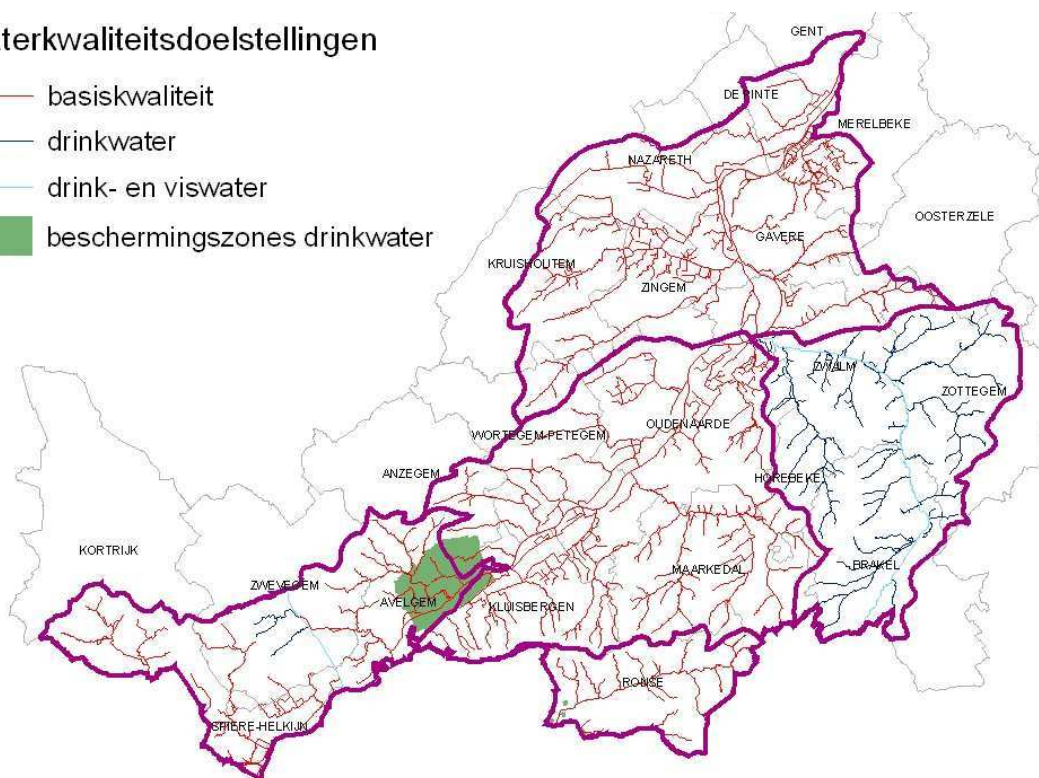 terkwaliteitsdoelstellingen
basiskwaliteit
drinkwater
drink- en viswater
beschermingszones drinkwater
GENT
DE PINTE
MERELBEKE
NAZARETH
OOSTERZELE
GAVERE
KRUISHOUTEM
ZINGEM
ZWALM
ZOTTEGEM
OUDENAARDE
WORTEGEM-PETEGEM
ANZEGEM
HOREBEKE
KORTRIJK
BRAKEL
MAARKEDAL
ZWEVEGEM
AVELGEM
KLUISBERGEN
RONSE
SPIERE-HELKIJN